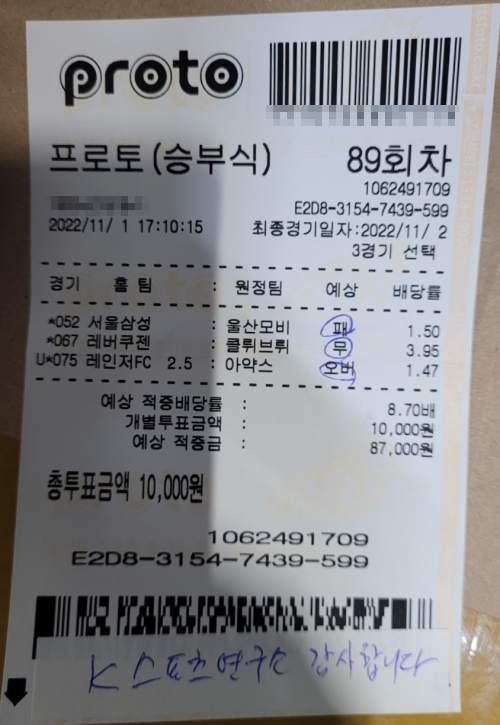 proto
프로토(승부식) 89회차
1062491709
E2D8-3154-7439-599
2022/11/ 1 17:10:15 최종경기일자:2022/11/ 2
3경기 선택
경기 홈 팀 : 원정팀 예상 배당률
*052 서울삼성 : 울산모비 패 1.50
*067 레버쿠젠 : 클뤼브뤼 무 3.95
U*075 레인저FC 2.5 : 아약스 오버 1.47
예상 적중배당률 : 8.70배
개별투표금액 : 10,000원
예상 적중금 : 87,000원
총투표금액 10,000원
1062491709
E2D8-3154-7439-599
K 스포츠연구소 감사합니다